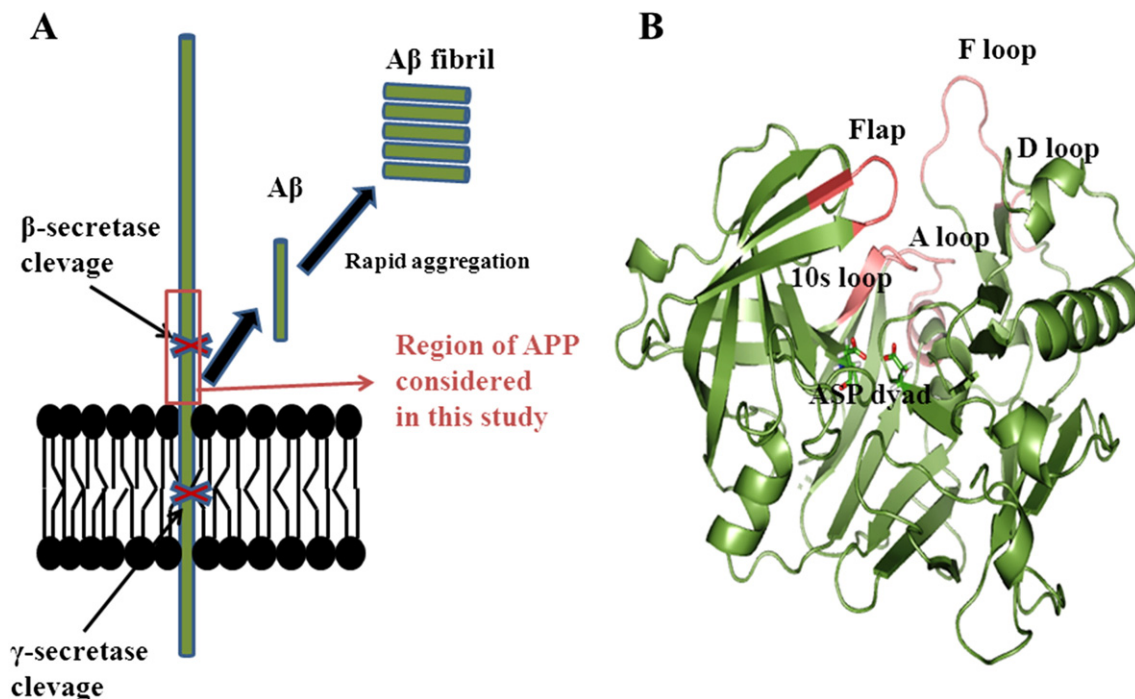 A
Aβ fibril
Aβ
β-secretase
clevage
Rapid aggregation
Region of APP
considered
in this study
γ-secretase
clevage
B
F loop
Flap
D loop
A loop
10s loop
ASP dyad